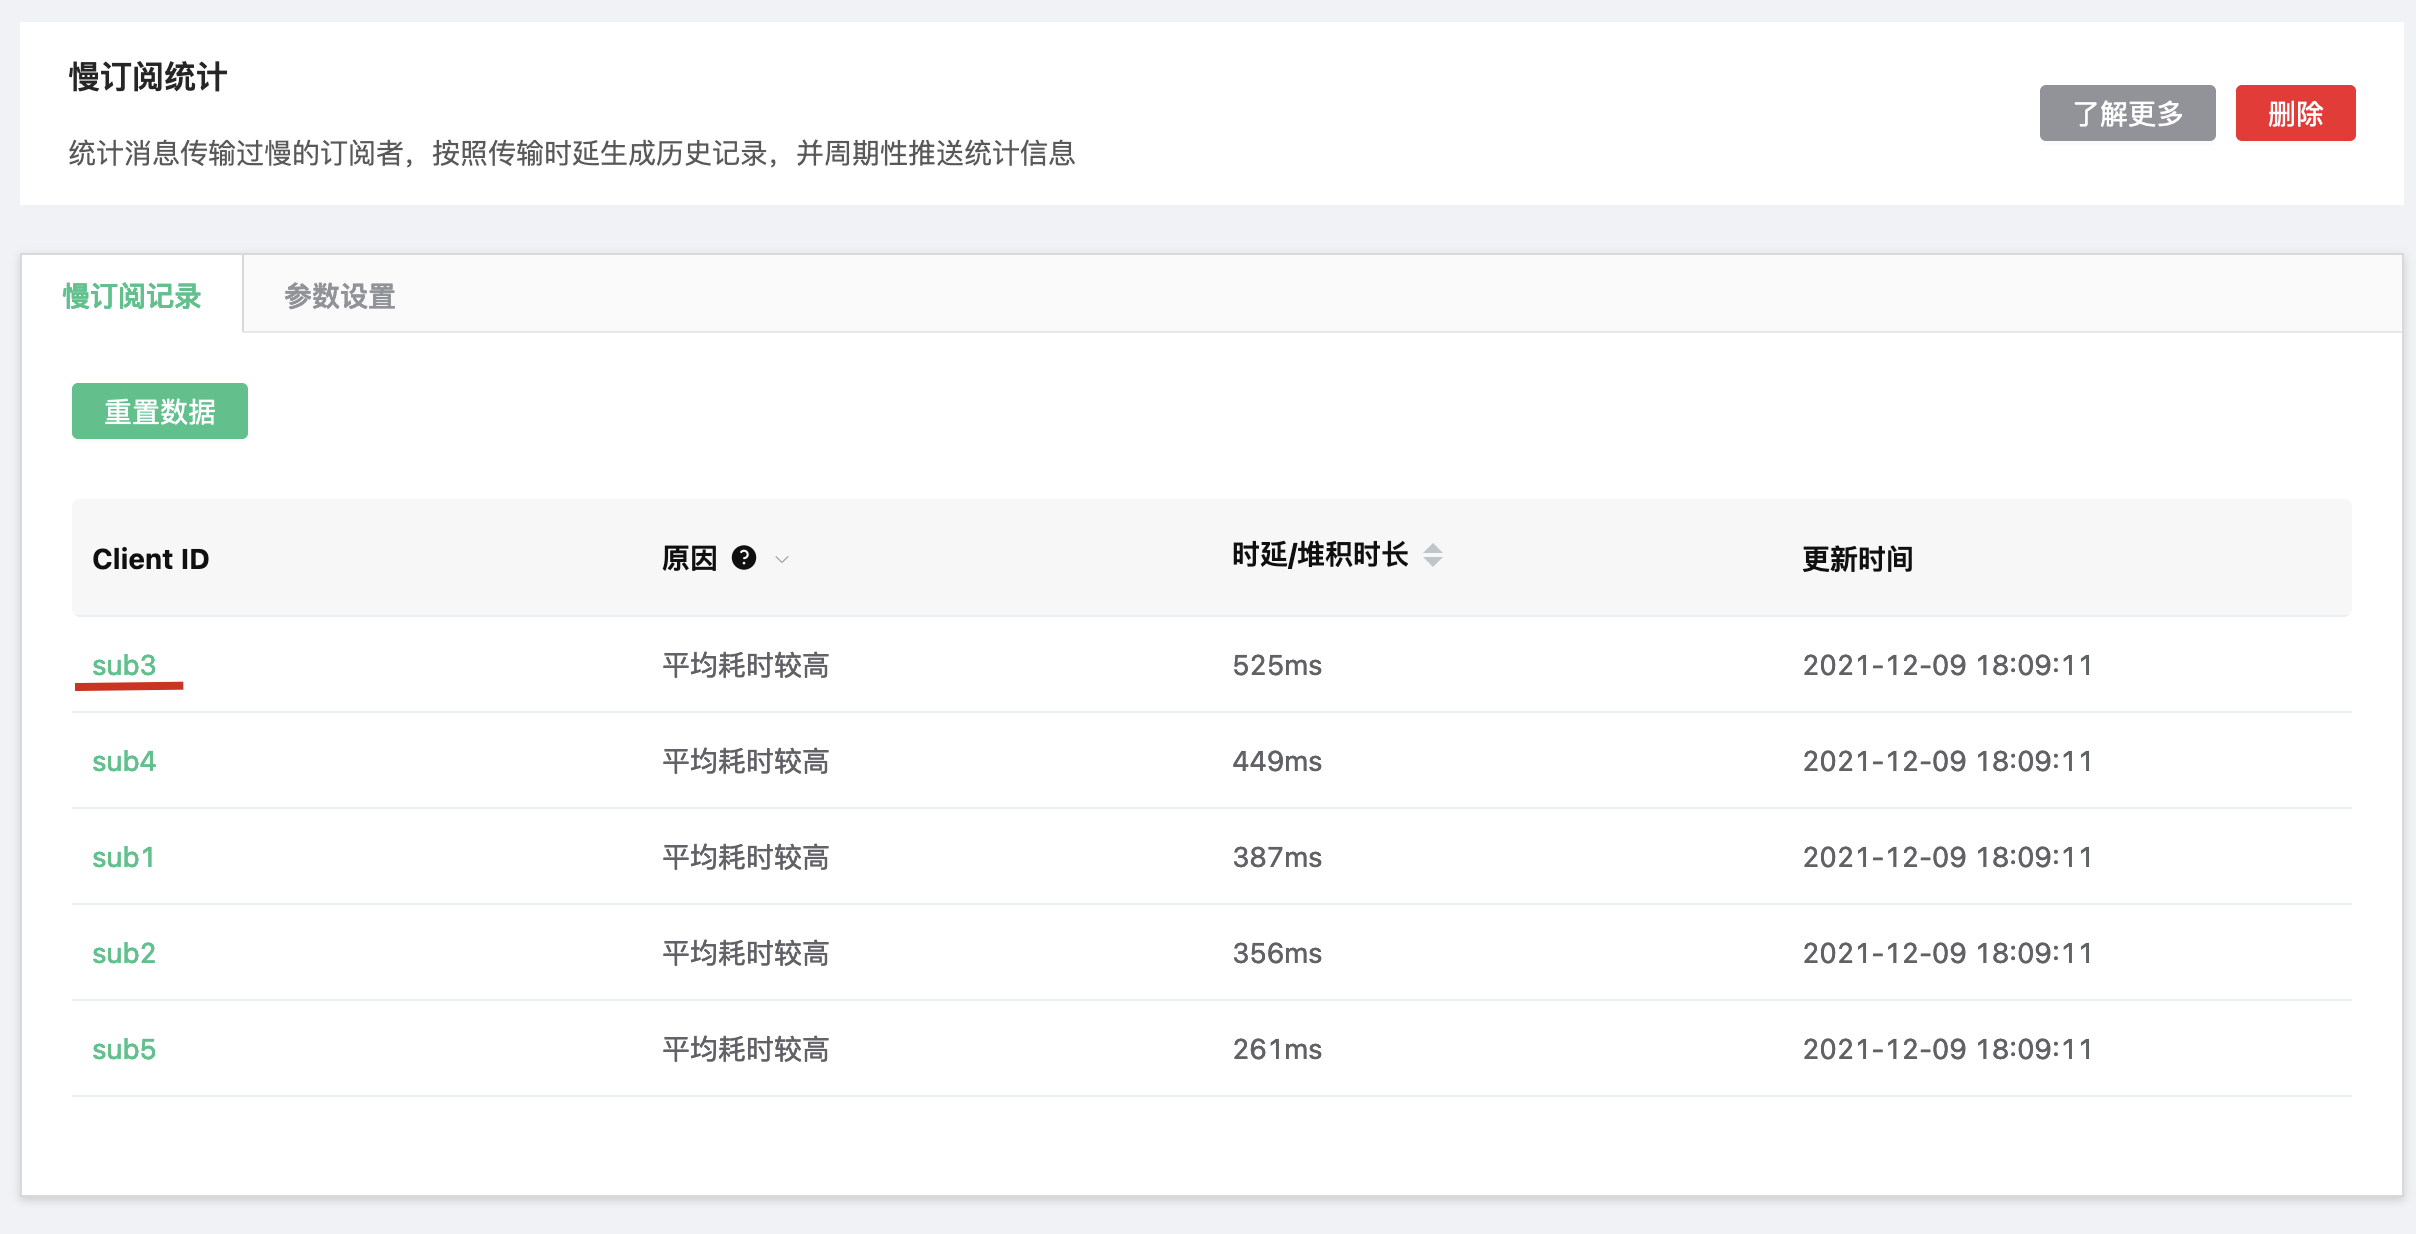 慢订阅统计
统计消息传输过慢的订阅者，按照传输时延生成历史记录，并周期性推送统计信息
了解更多 删除
慢订阅记录 参数设置
重置数据
Client ID 原因 ? 时延/堆积时长 更新时间
sub3 平均耗时较高 525ms 2021-12-09 18:09:11
sub4 平均耗时较高 449ms 2021-12-09 18:09:11
sub1 平均耗时较高 387ms 2021-12-09 18:09:11
sub2 平均耗时较高 356ms 2021-12-09 18:09:11
sub5 平均耗时较高 261ms 2021-12-09 18:09:11